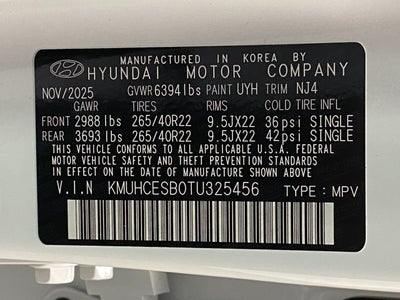 MANUFACTURED IN KOREA BY
HYUNDAI MOTOR COMPANY
NOV/2025 GVWR 6394lbs PAINT UYH TRIM NJ4
GAWR TIRES RIMS COLD TIRE INFL
FRONT 2988lbs 265/40R22 9.5JX22 36psi SINGLE
REAR 3693lbs 265/40R22 9.5JX22 42psi SINGLE
THIS VEHICLE CONFORMS TO ALL APPLICABLE U.S.A. FEDERAL
MOTOR VEHICLE SAFETY STANDARDS IN
EFFECT ON THE DATE OF MANUFACTURE SHOWN ABOVE.
V.I.N KMUHCESB0TU325456 TYPE : MPV